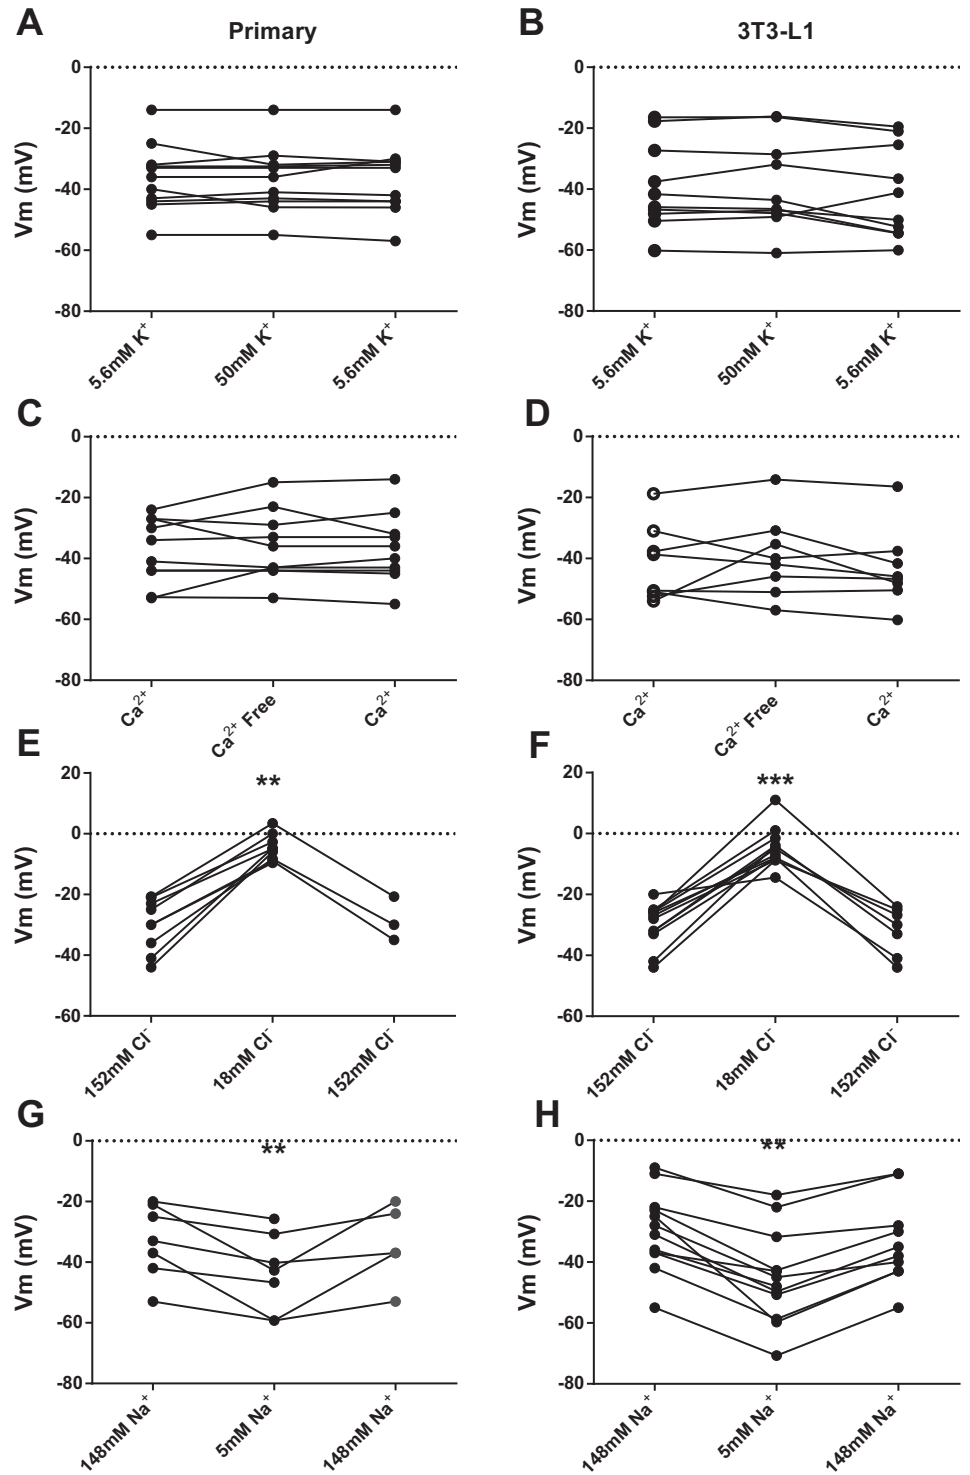 A
Primary
B
3T3-L1
Vm (mV)
0
-20
-40
-60
-80
5.6mM K⁺
50mM K⁺
5.6mM K⁺
Vm (mV)
0
-20
-40
-60
-80
5.6mM K⁺
50mM K⁺
5.6mM K⁺
C
D
Vm (mV)
0
-20
-40
-60
-80
Ca²⁺
Ca²⁺ Free
Ca²⁺
Vm (mV)
0
-20
-40
-60
-80
Ca²⁺
Ca²⁺ Free
Ca²⁺
E
F
Vm (mV)
20
0
-20
-40
-60
**
152mM Cl⁻
18mM Cl⁻
152mM Cl⁻
Vm (mV)
20
0
-20
-40
-60
***
152mM Cl⁻
18mM Cl⁻
152mM Cl⁻
G
H
Vm (mV)
0
-20
-40
-60
-80
**
148mM Na⁺
5mM Na⁺
148mM Na⁺
Vm (mV)
0
-20
-40
-60
-80
**
148mM Na⁺
5mM Na⁺
148mM Na⁺